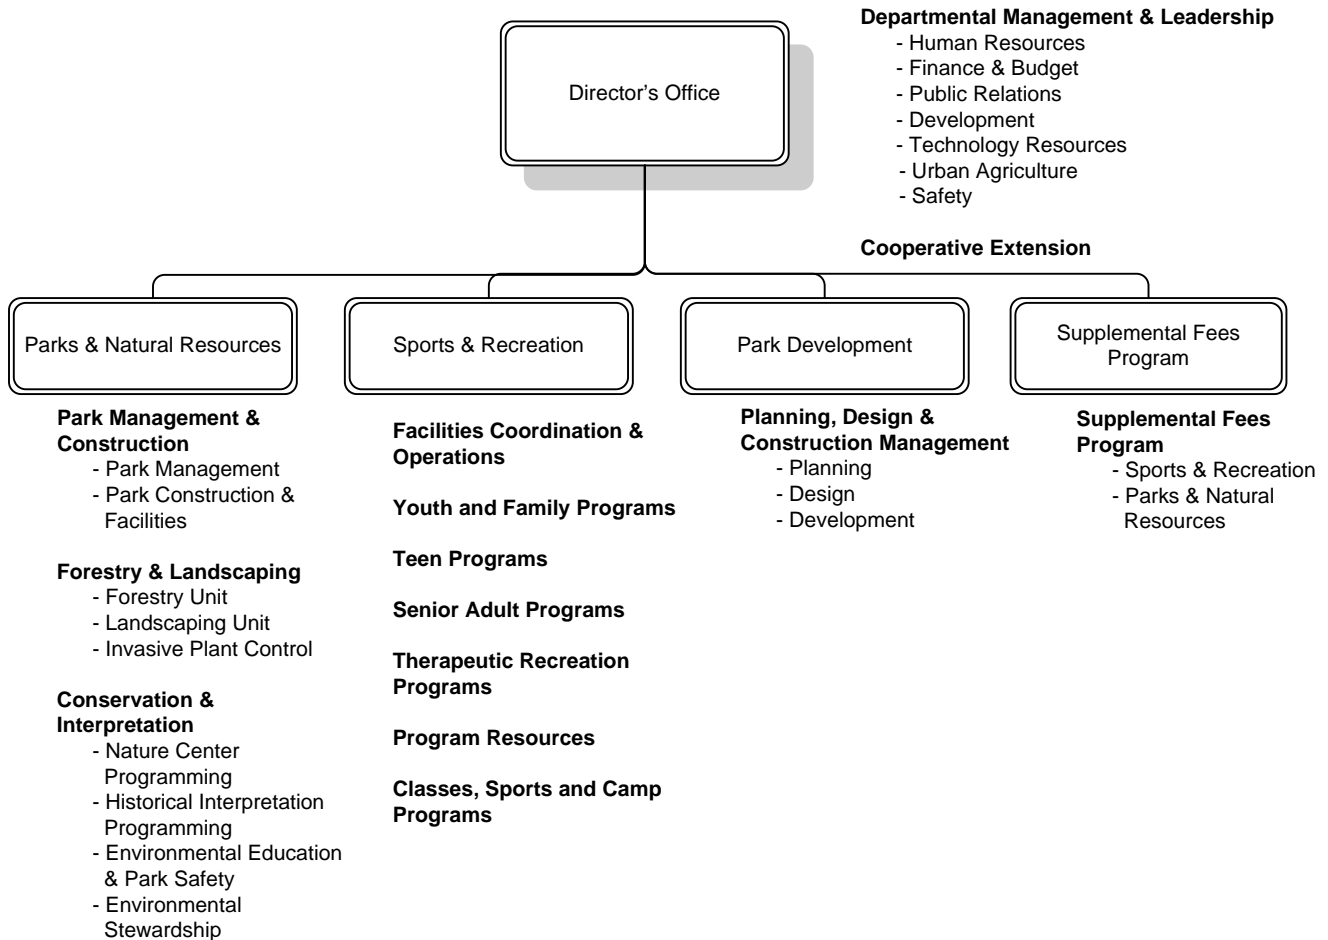 Director's Office
Departmental Management & Leadership
- Human Resources
- Finance & Budget
- Public Relations
- Development
- Technology Resources
- Urban Agriculture
- Safety
Cooperative Extension
Parks & Natural Resources
Park Management &
Construction
- Park Management
- Park Construction &
Facilities
Forestry & Landscaping
- Forestry Unit
- Landscaping Unit
- Invasive Plant Control
Conservation &
Interpretation
- Nature Center
Programming
- Historical Interpretation
Programming
- Environmental Education
& Park Safety
- Environmental
Stewardship
Sports & Recreation
Facilities Coordination &
Operations
Youth and Family Programs
Teen Programs
Senior Adult Programs
Therapeutic Recreation
Programs
Program Resources
Classes, Sports and Camp
Programs
Park Development
Planning, Design &
Construction Management
- Planning
- Design
- Development
Supplemental Fees
Program
Supplemental Fees
Program
- Sports & Recreation
- Parks & Natural
Resources